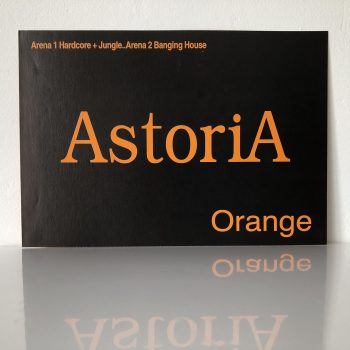 Arena 1 Hardcore + Jungle..Arena 2 Banging House
AstoriA
Orange